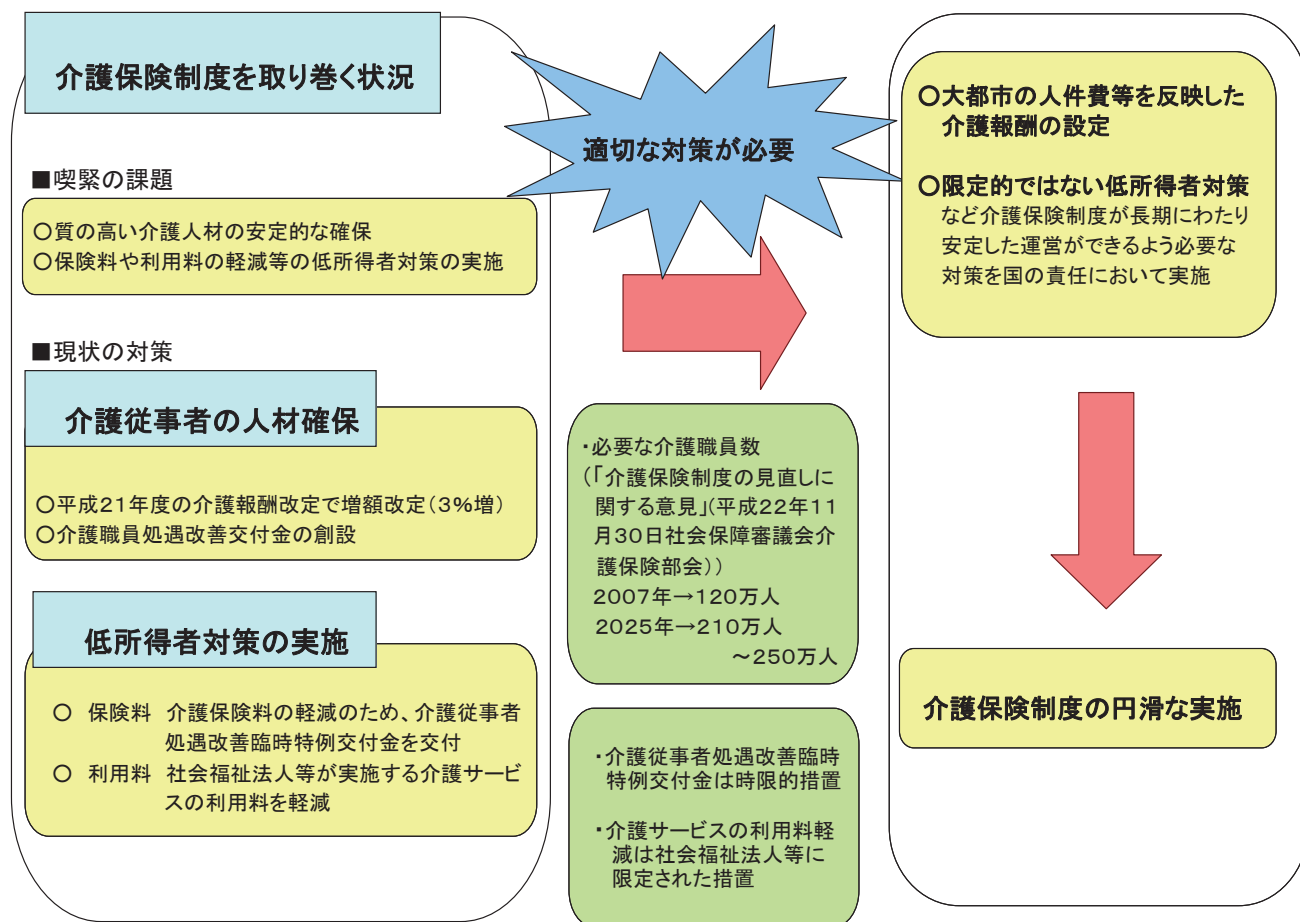 介護保険制度を取り巻く状況
■喫緊の課題
○質の高い介護人材の安定的な確保
○保険料や利用料の軽減等の低所得者対策の実施
■現状の対策
介護従事者の人材確保
○平成21年度の介護報酬改定で増額改定(3%増)
○介護職員処遇改善交付金の創設
低所得者対策の実施
○ 保険料 介護保険料の軽減のため、介護従事者
処遇改善臨時特例交付金を交付
○ 利用料 社会福祉法人等が実施する介護サービ
スの利用料を軽減
適切な対策が必要
・必要な介護職員数
(「介護保険制度の見直しに
関する意見」(平成22年11
月30日社会保障審議会介
護保険部会))
2007年→120万人
2025年→210万人
~250万人
・介護従事者処遇改善臨時
特例交付金は時限的措置
・介護サービスの利用料軽
減は社会福祉法人等に
限定された措置
○大都市の人件費等を反映した
介護報酬の設定
○限定的ではない低所得者対策
など介護保険制度が長期にわたり
安定した運営ができるよう必要な
対策を国の責任において実施
介護保険制度の円滑な実施